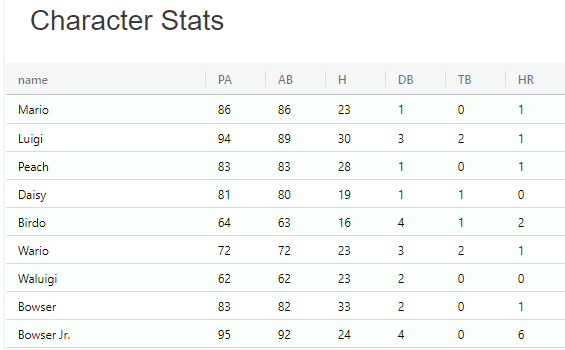 Character Stats
name PA AB H DB TB HR
Mario 86 86 23 1 0 1
Luigi 94 89 30 3 2 1
Peach 83 83 28 1 0 1
Daisy 81 80 19 1 1 0
Birdo 64 63 16 4 1 2
Wario 72 72 23 3 2 1
Waluigi 62 62 23 2 0 0
Bowser 83 82 33 2 0 1
Bowser Jr. 95 92 24 4 0 6